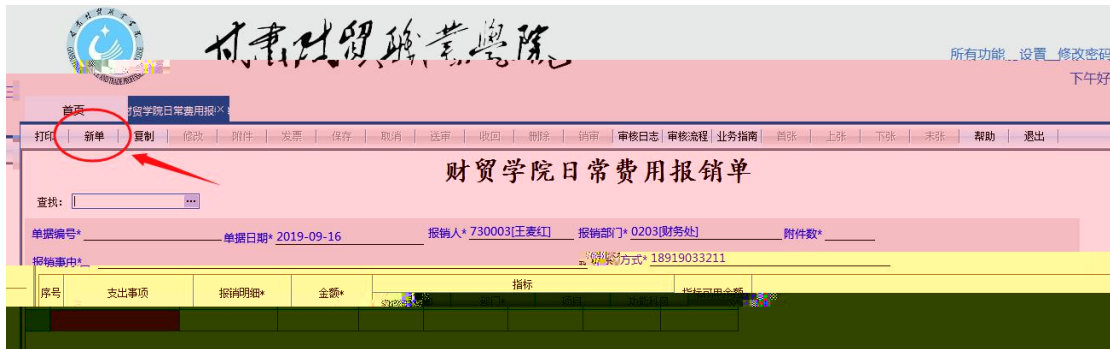 甘肃财贸职业学院
所有功能 设置 修改密码
下午好
首页 财贸学院日常费用报
打印 新单 复制 修改 附件 发票 保存 取消 送审 收回 删除 销审 审核日志 审核流程 业务指南 首张 上张 下张 末张 帮助 退出
财贸学院日常费用报销单
查找:
单据编号* 单据日期* 2019-09-16 报销人* 730003[王麦红] 报销部门* 0203[财务处] 附件数*
报销事由* 方式* 18919033211
序号 支出事项 报销明细* 金额* 指标 指标可用金额
部门* 项目 功能科目